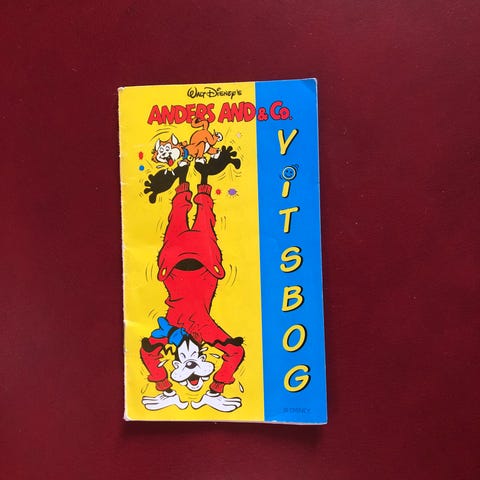 Walt Disney's
ANDERS AND & Co.
ViTSBOG
© DISNEY